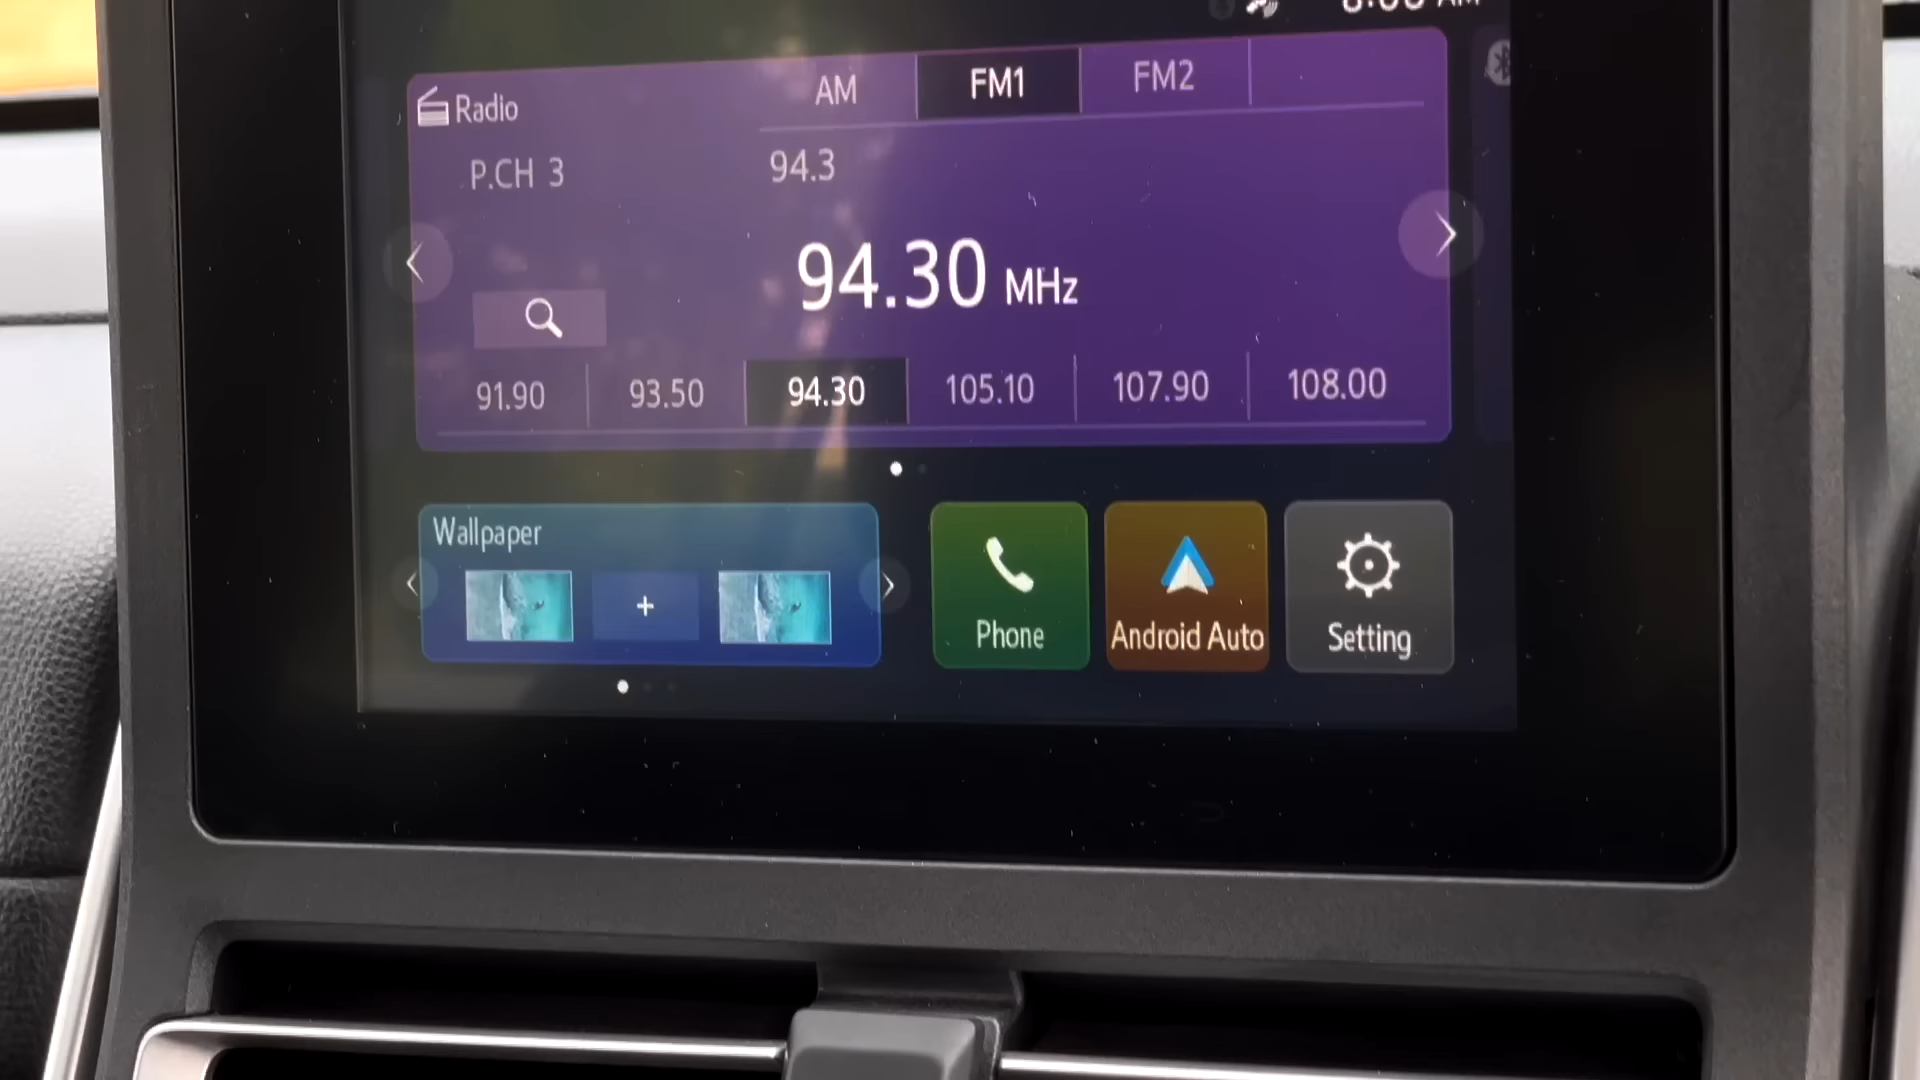 AM FM1 FM2
Radio
P.CH 3 94.3
94.30 MHz
91.90 93.50 94.30 105.10 107.90 108.00
Wallpaper
+
Phone Android Auto Setting